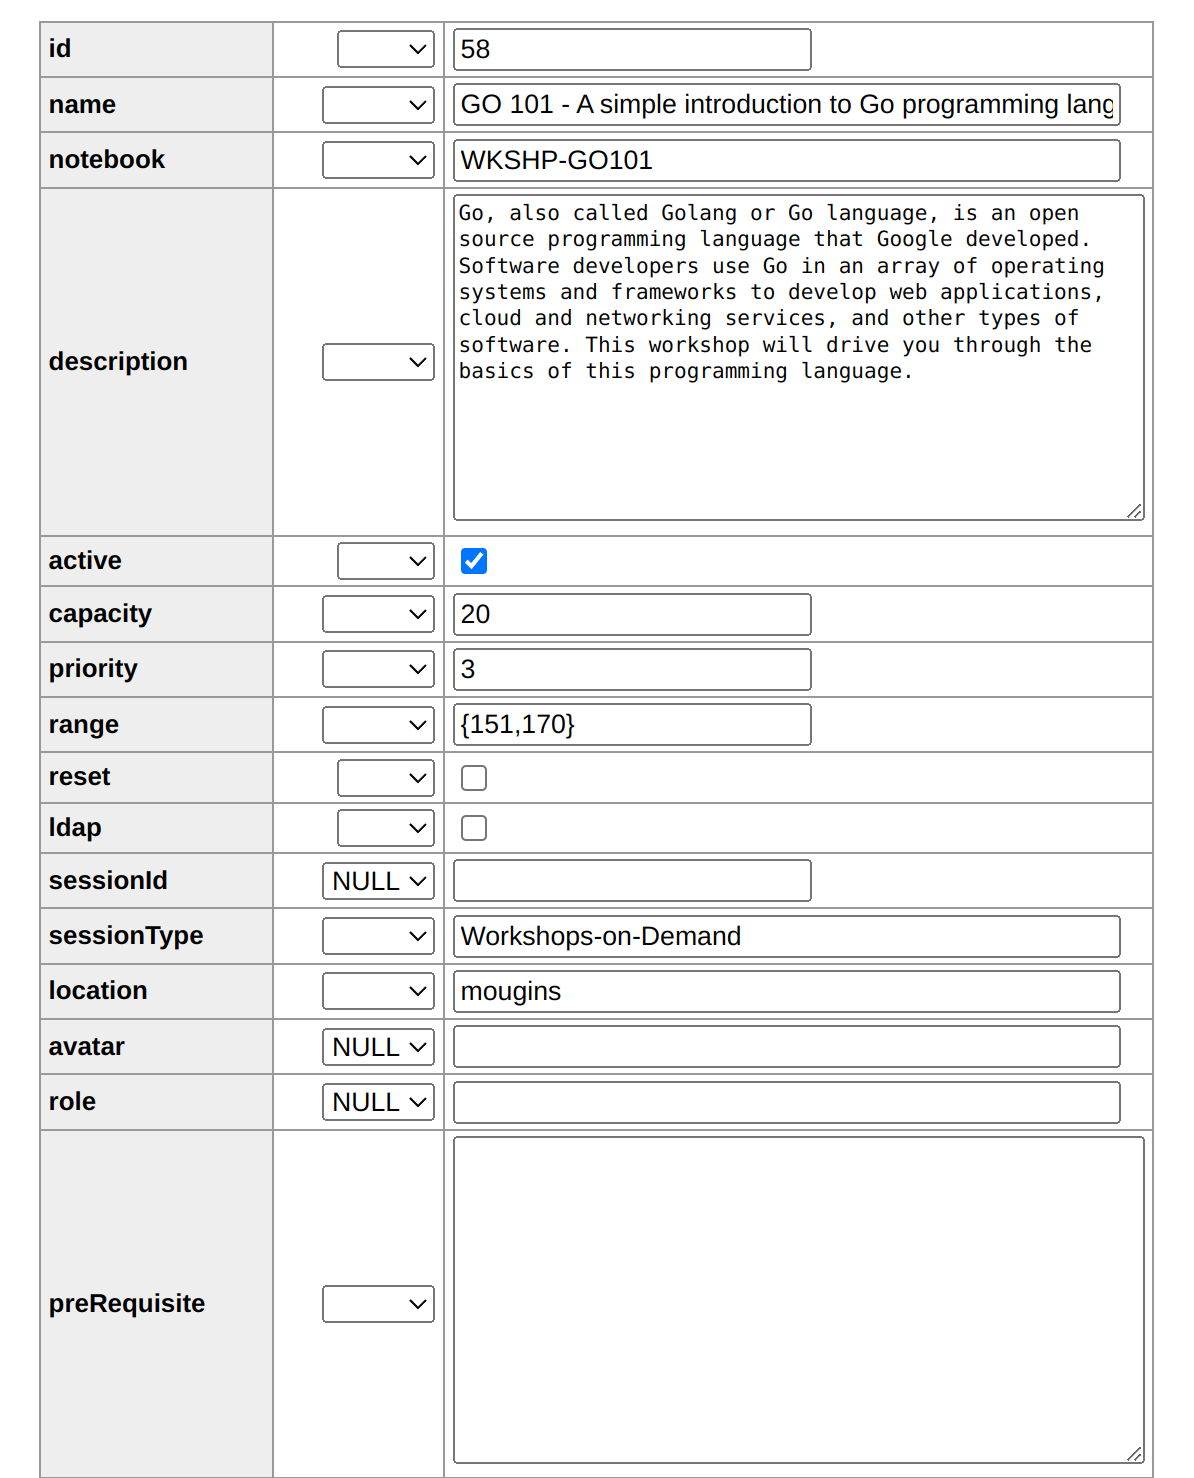 id 58
name GO 101 - A simple introduction to Go programming lang
notebook WKSHP-GO101
description
Go, also called Golang or Go language, is an open
source programming language that Google developed.
Software developers use Go in an array of operating
systems and frameworks to develop web applications,
cloud and networking services, and other types of
software. This workshop will drive you through the
basics of this programming language.
active
capacity 20
priority 3
range {151,170}
reset
ldap
sessionId NULL
sessionType Workshops-on-Demand
location mougins
avatar NULL
role NULL
preRequisite